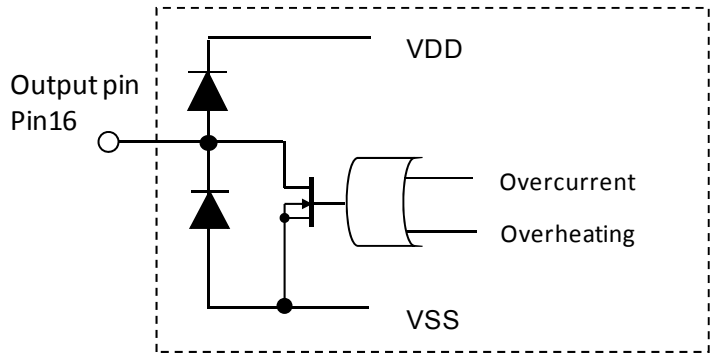 VDD
Output pin
Pin16
Overcurrent
Overheating
VSS